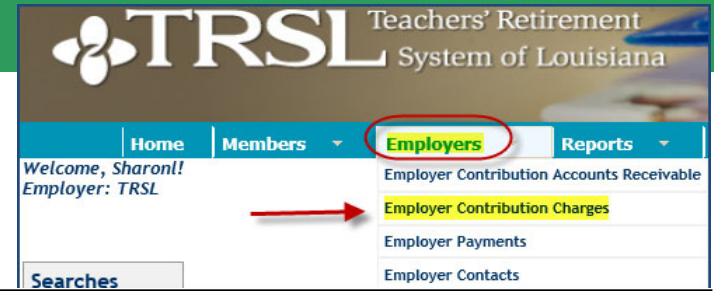 TRSL
Teachers' Retirement
System of Louisiana
Home Members Employers Reports
Welcome, Sharonl!
Employer: TRSL
Employer Contribution Accounts Receivable
Employer Contribution Charges
Employer Payments
Employer Contacts
Searches